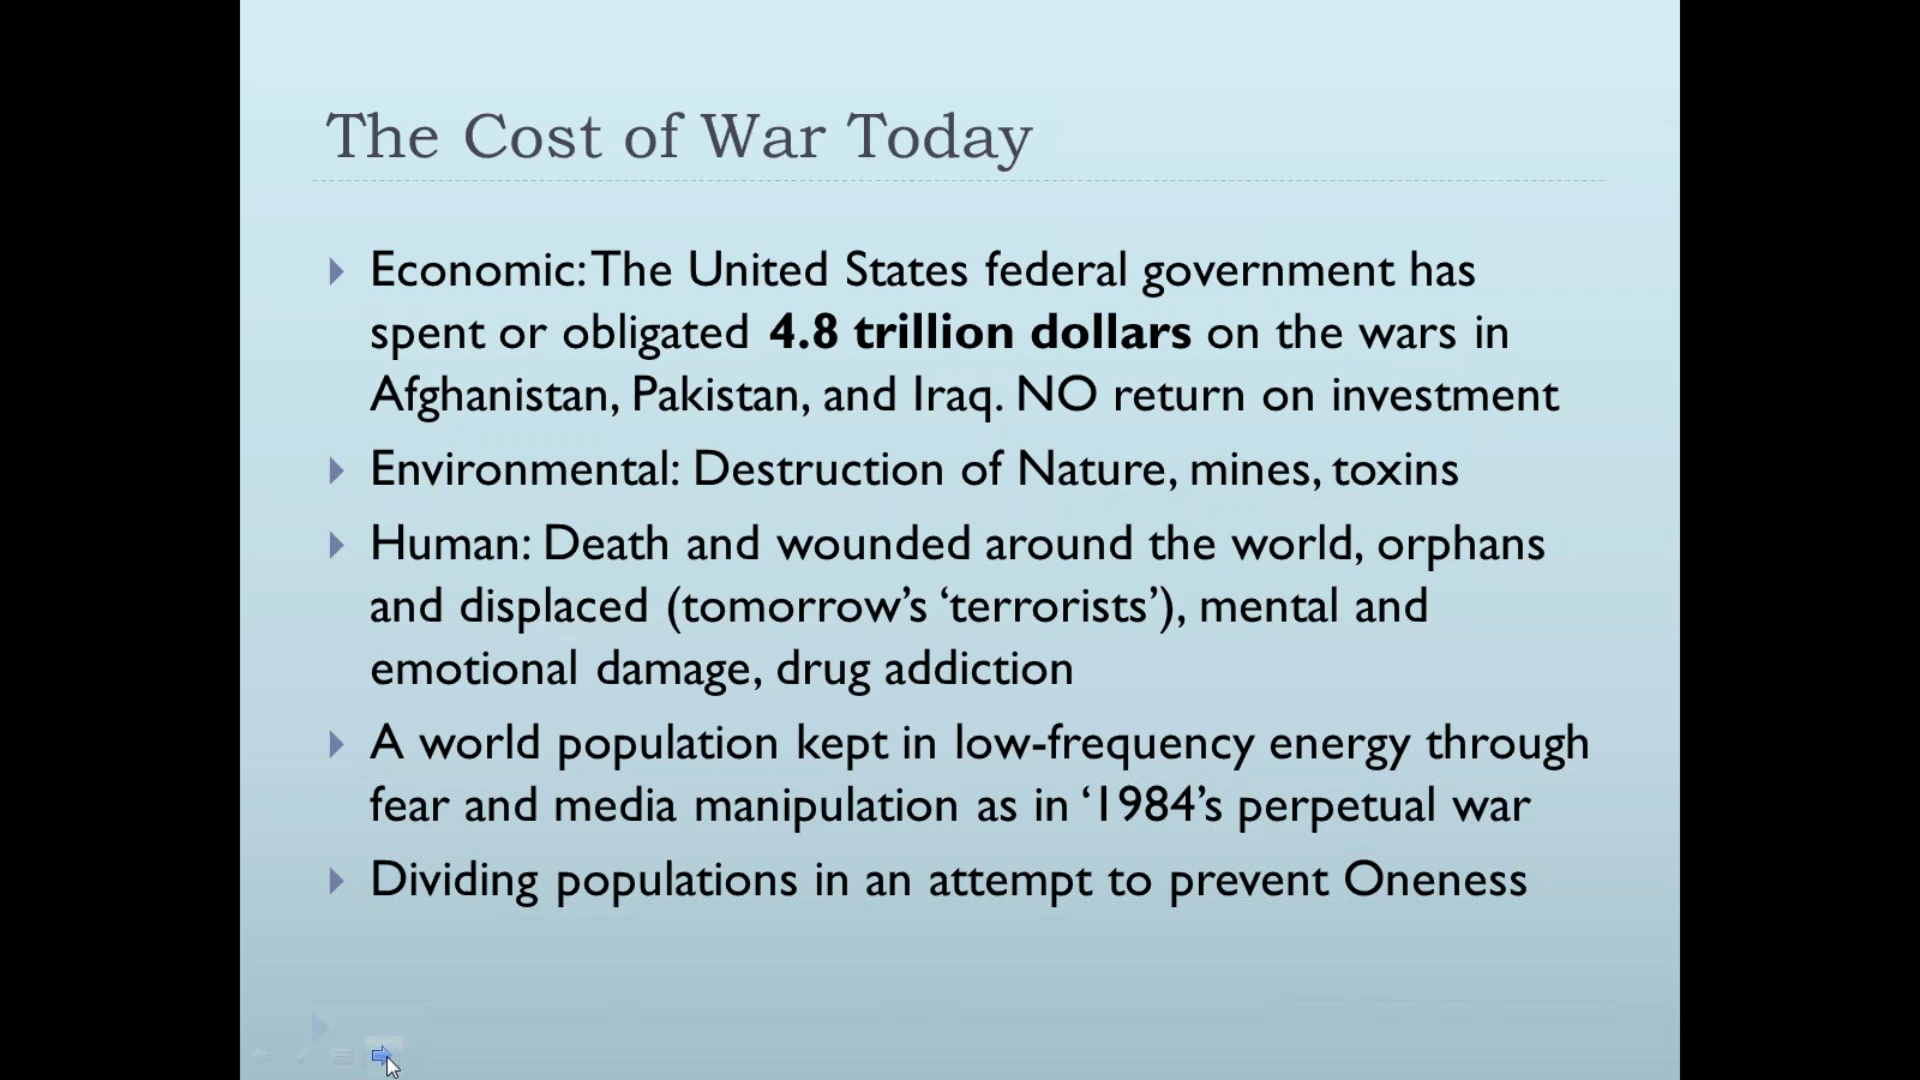 The Cost of War Today
Economic: The United States federal government has
spent or obligated 4.8 trillion dollars on the wars in
Afghanistan, Pakistan, and Iraq. NO return on investment
Environmental: Destruction of Nature, mines, toxins
Human: Death and wounded around the world, orphans
and displaced (tomorrow’s ‘terrorists’), mental and
emotional damage, drug addiction
A world population kept in low-frequency energy through
fear and media manipulation as in ‘1984’s perpetual war
Dividing populations in an attempt to prevent Oneness